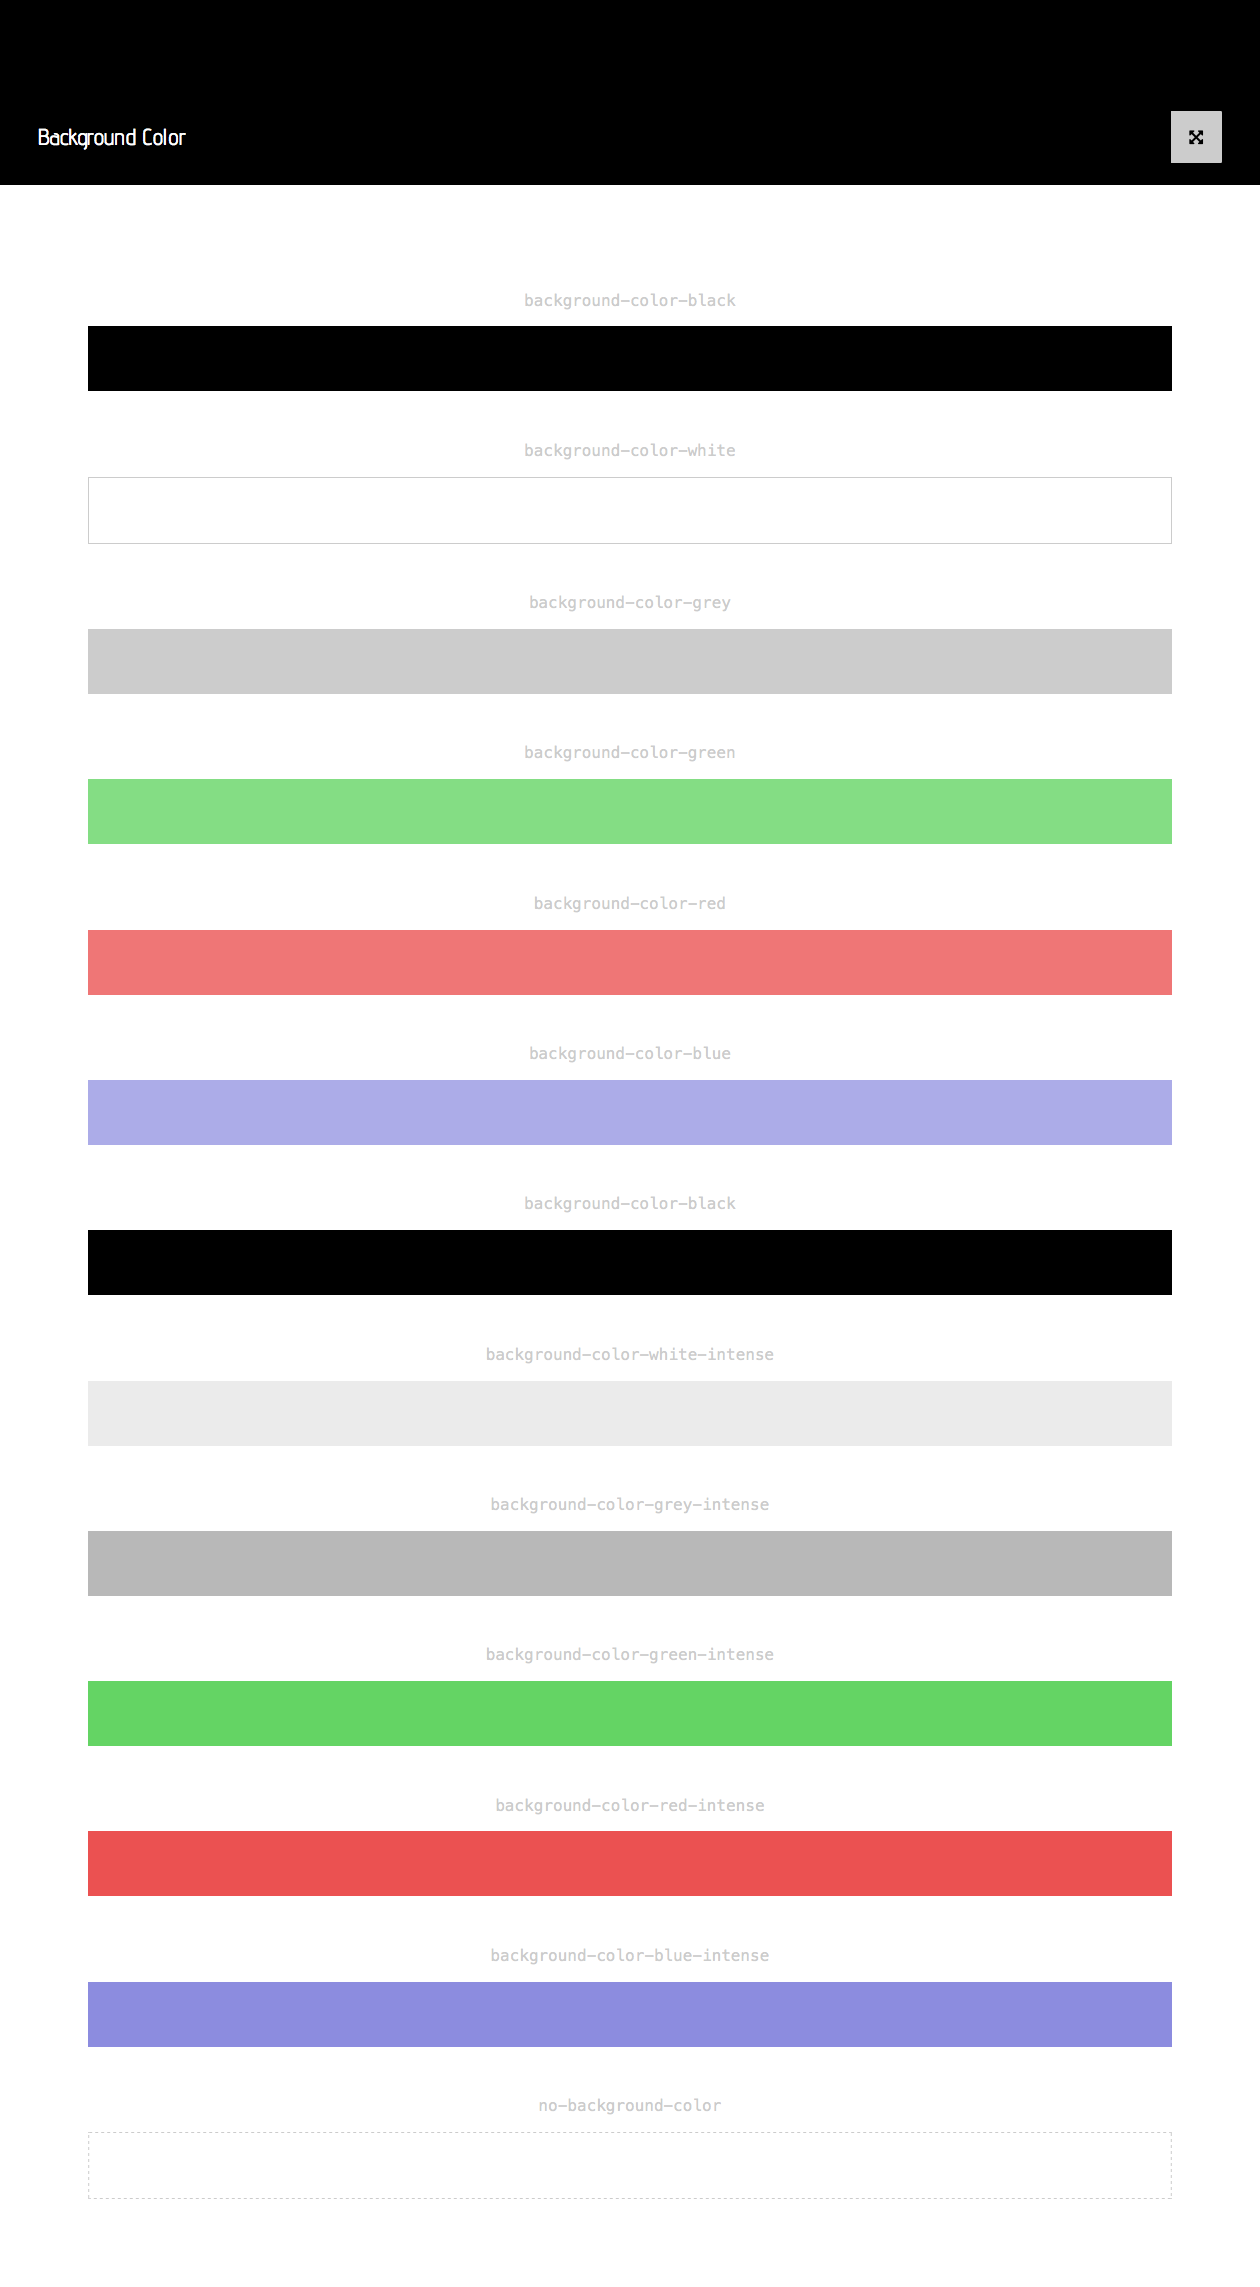 Background Color
background-color-black
background-color-white
background-color-grey
background-color-green
background-color-red
background-color-blue
background-color-black
background-color-white-intense
background-color-grey-intense
background-color-green-intense
background-color-red-intense
background-color-blue-intense
no-background-color